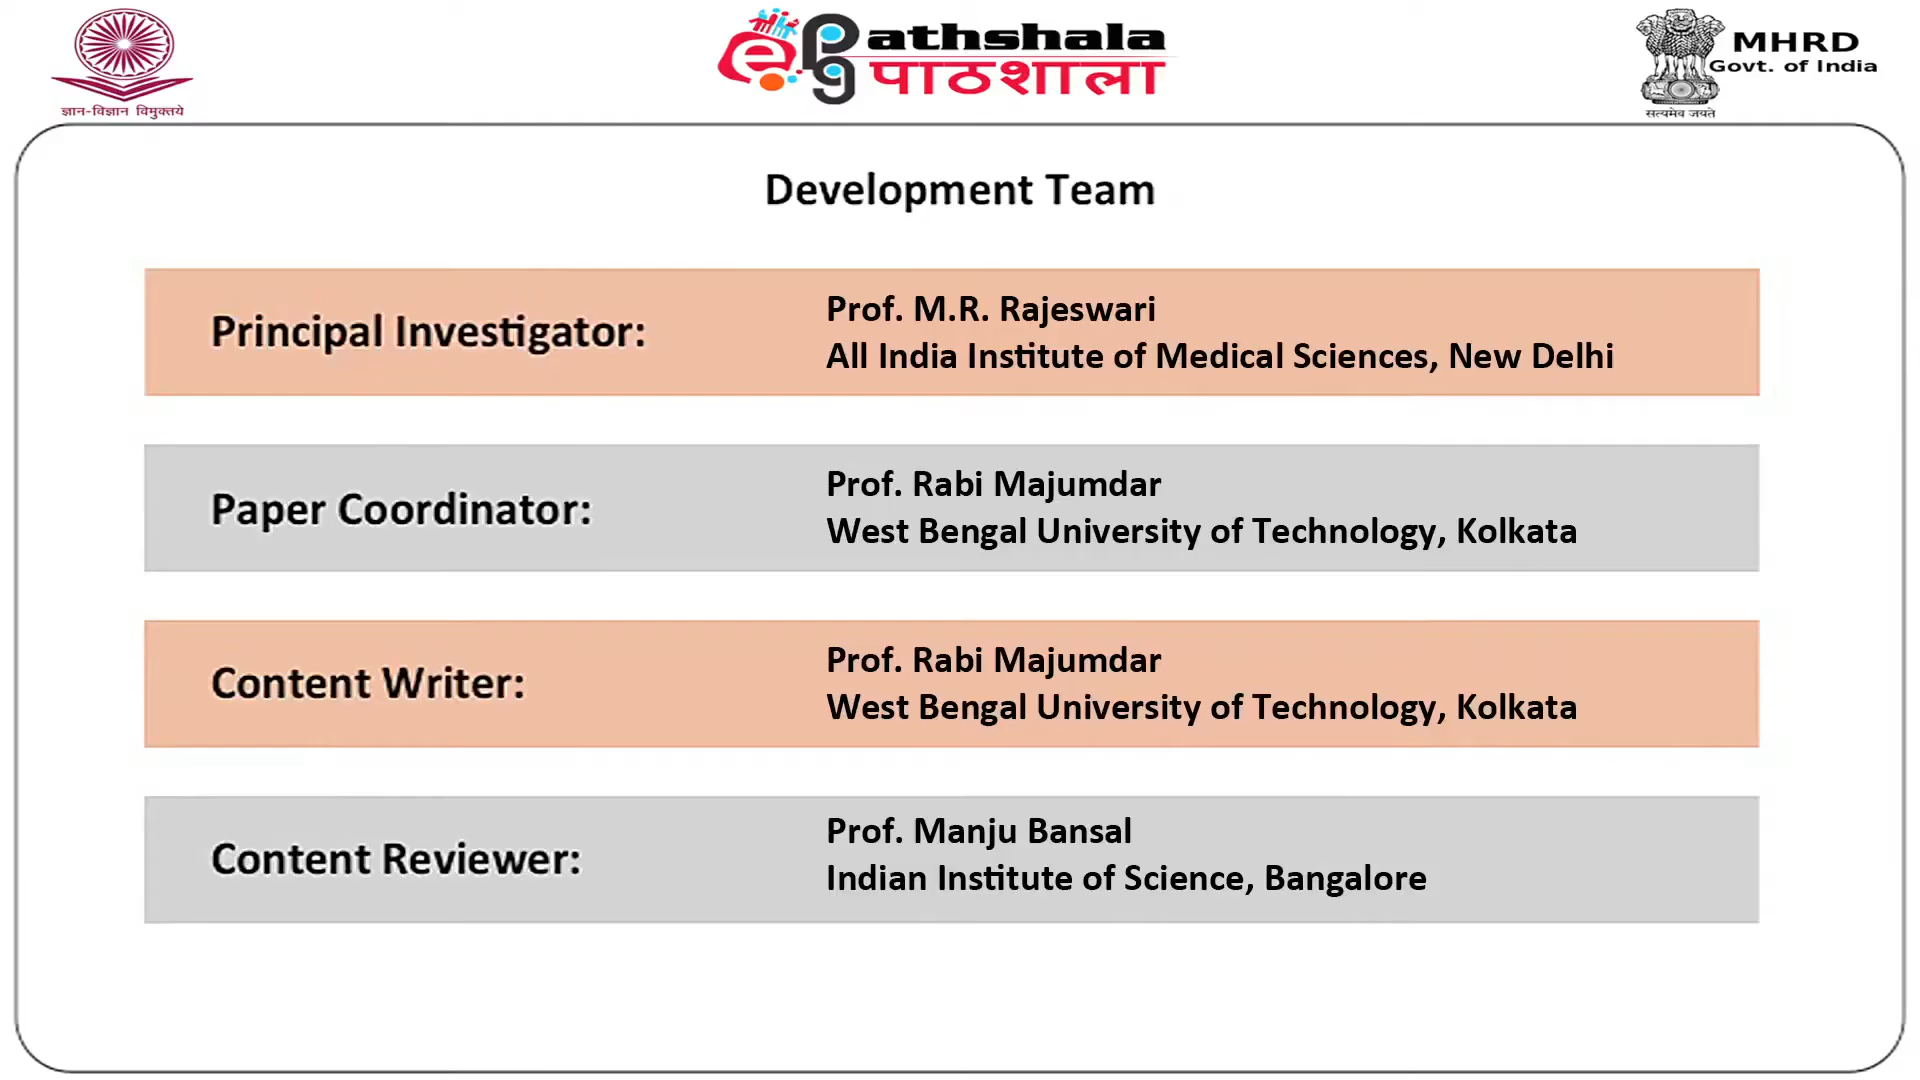 ज्ञान-विज्ञान विमुक्तये
ePG athshala
पाठशाला
MHRD
Govt. of India
सत्यमेव जयते
Development Team
Principal Investigator:
Prof. M.R. Rajeswari
All India Institute of Medical Sciences, New Delhi
Paper Coordinator:
Prof. Rabi Majumdar
West Bengal University of Technology, Kolkata
Content Writer:
Prof. Rabi Majumdar
West Bengal University of Technology, Kolkata
Content Reviewer:
Prof. Manju Bansal
Indian Institute of Science, Bangalore